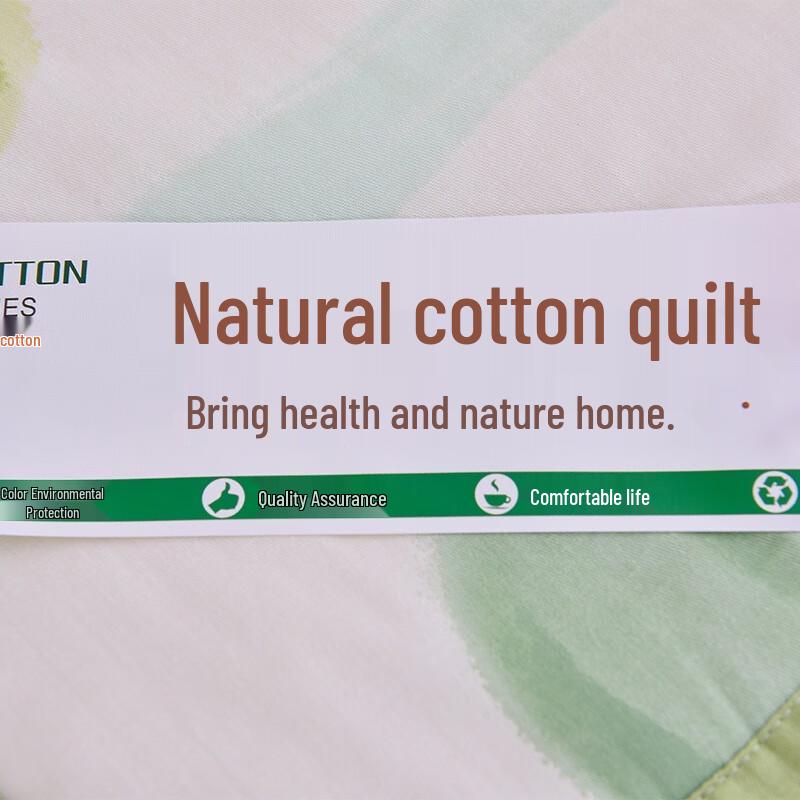 TTON
ES
cotton
Natural cotton quilt
Bring health and nature home.
Color Environmental
Protection
Quality Assurance
Comfortable life